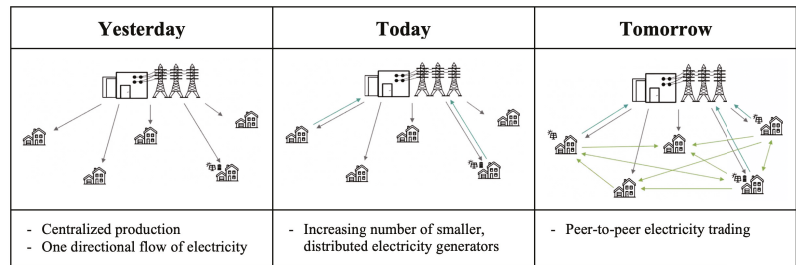 Yesterday
Today
Tomorrow
- Centralized production
- One directional flow of electricity
- Increasing number of smaller,
distributed electricity generators
- Peer-to-peer electricity trading